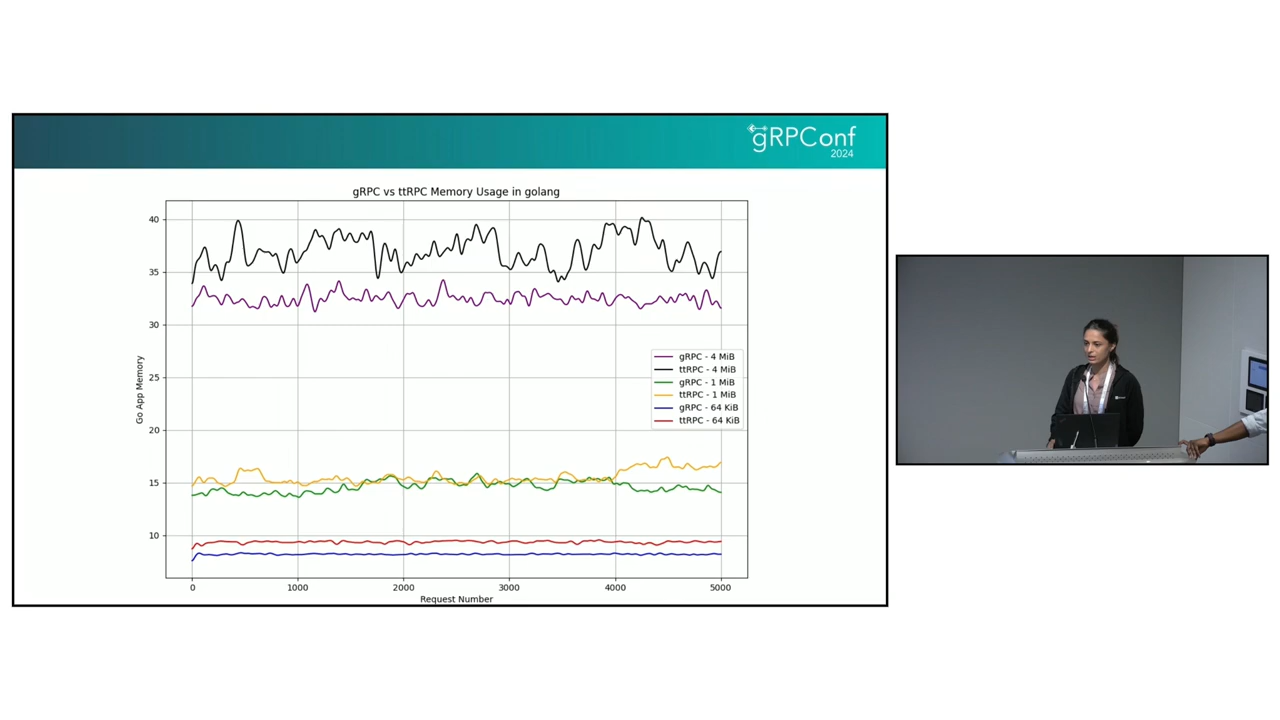 gRPConf
2024
gRPC vs ttRPC Memory Usage in golang
40
35
30
25
20
15
10
Go App Memory
gRPC - 4 MiB
ttRPC - 4 MiB
gRPC - 1 MiB
ttRPC - 1 MiB
gRPC - 64 KiB
ttRPC - 64 KiB
0 1000 2000 3000 4000 5000
Request Number